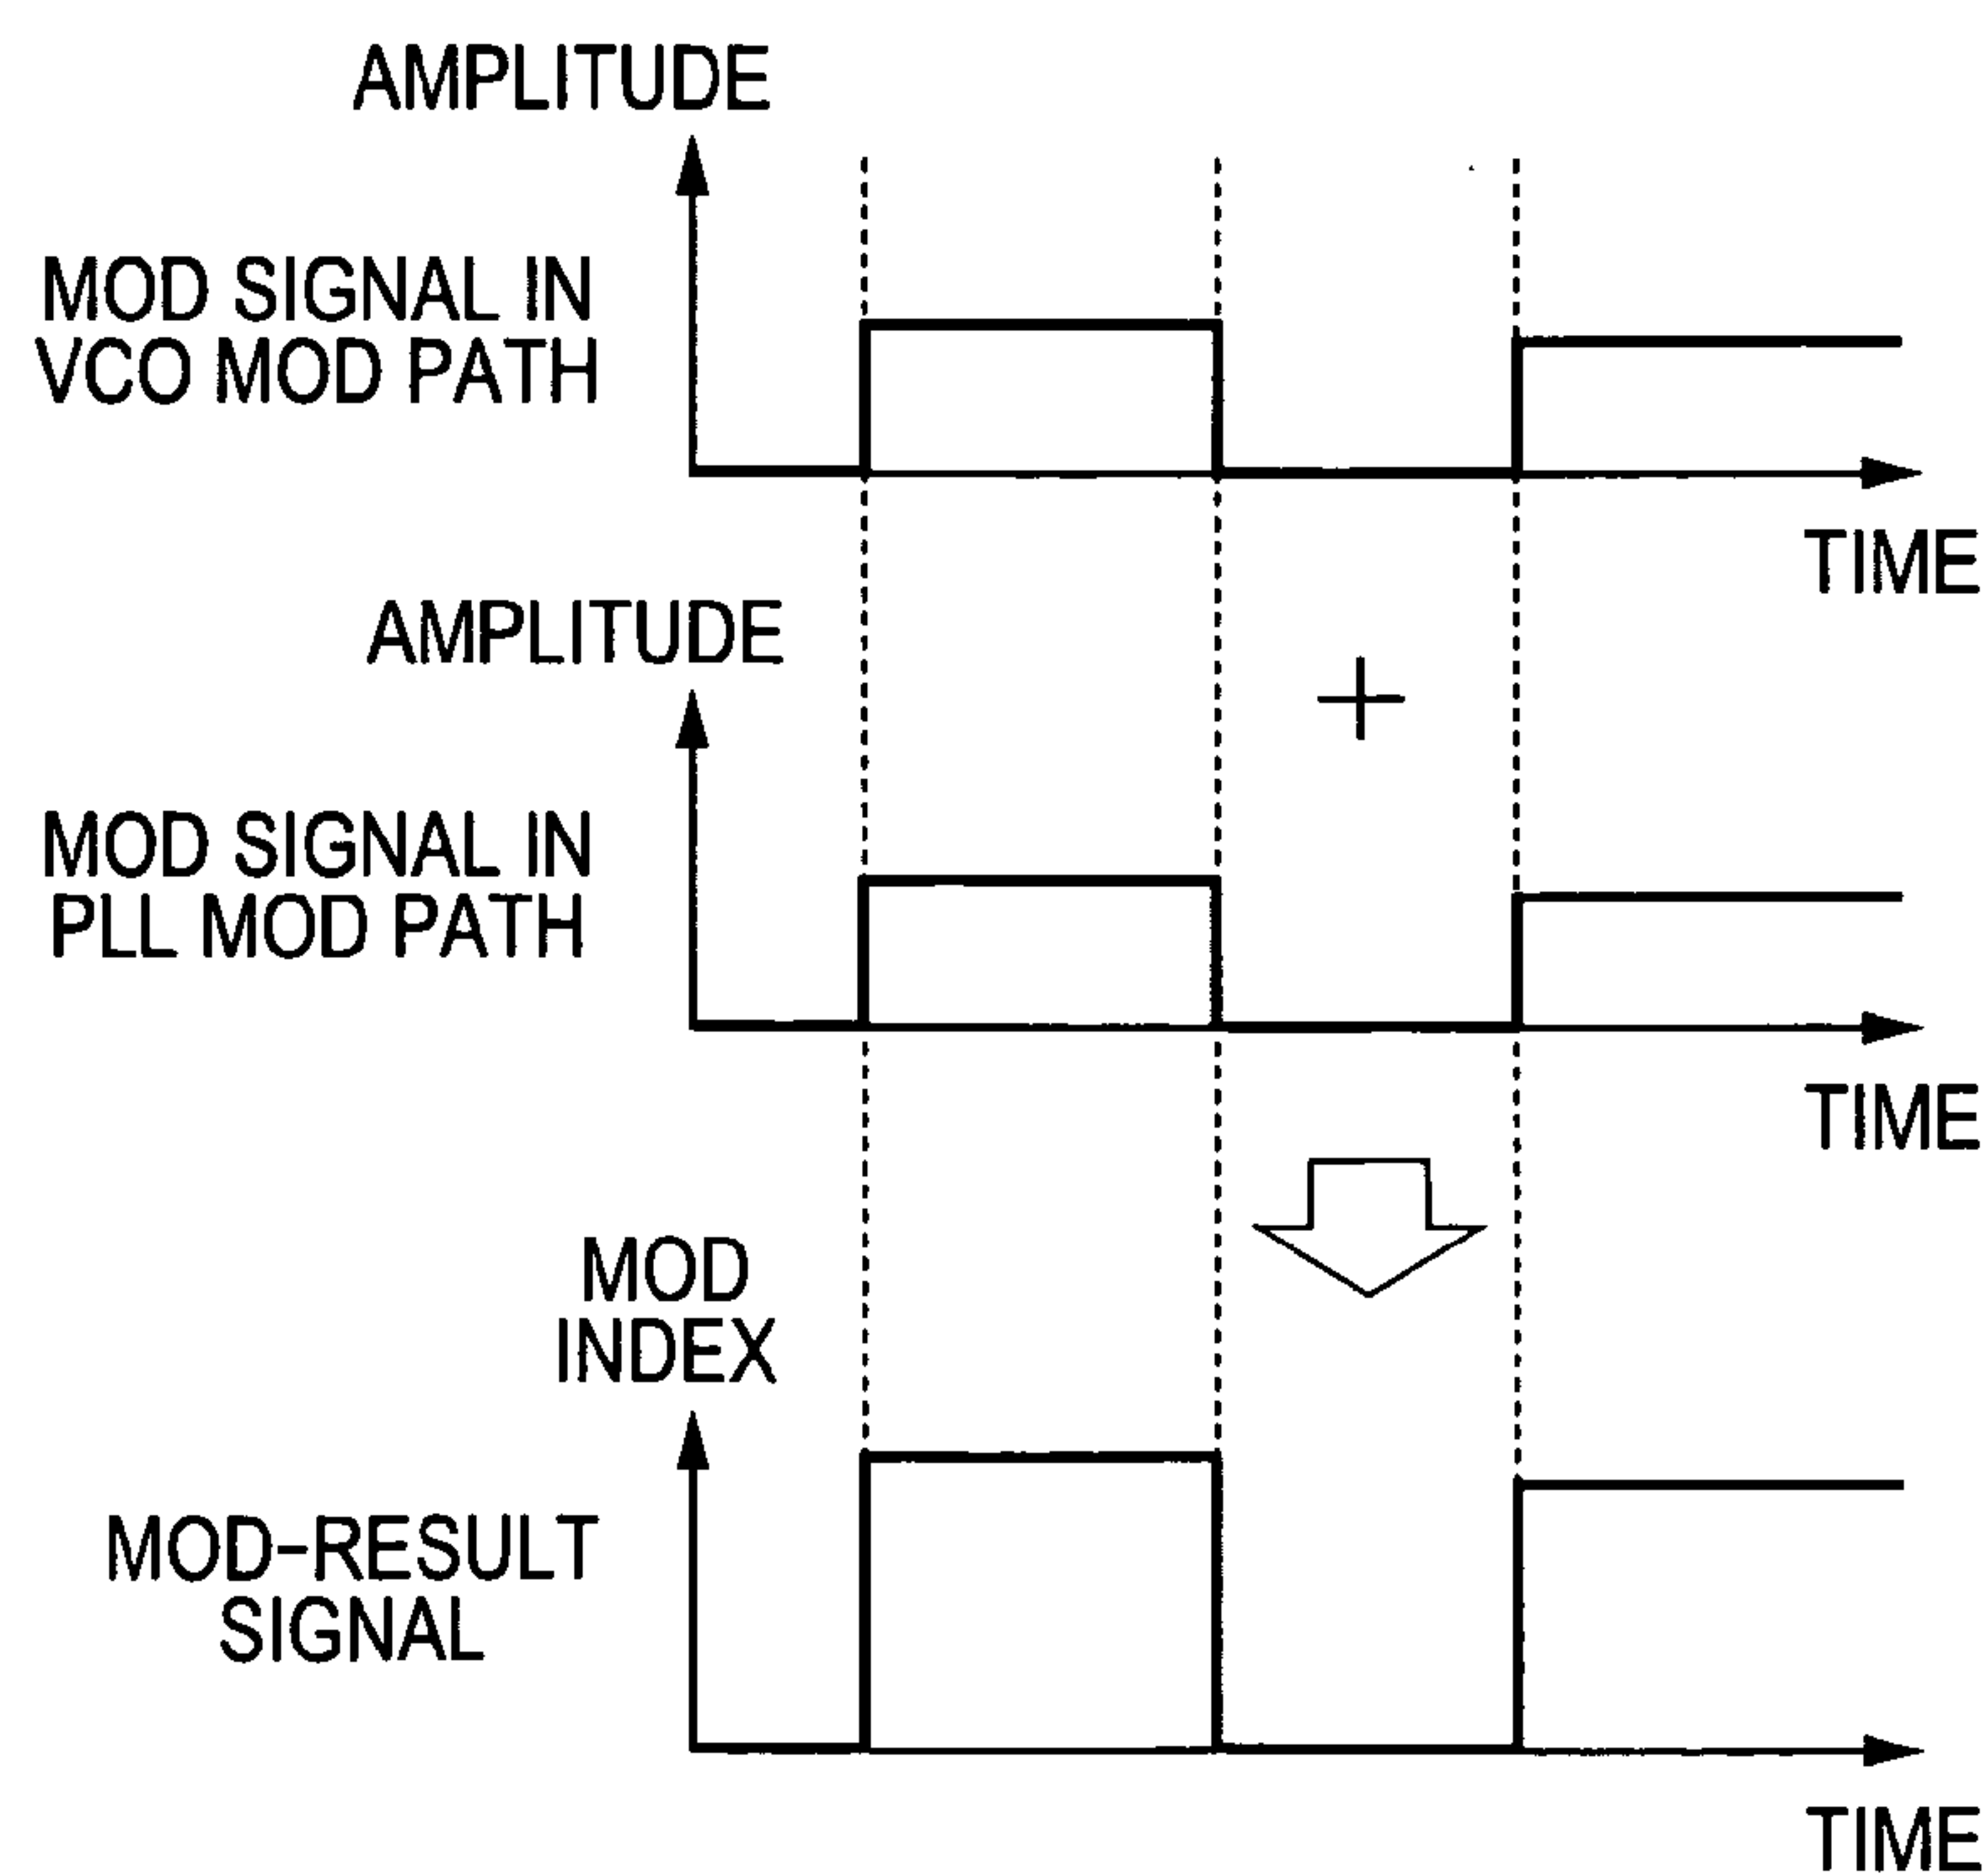 AMPLITUDE
MOD SIGNAL IN
VCO MOD PATH
TIME
AMPLITUDE
+
MOD SIGNAL IN
PLL MOD PATH
TIME
MOD
INDEX
MOD-RESULT
SIGNAL
TIME